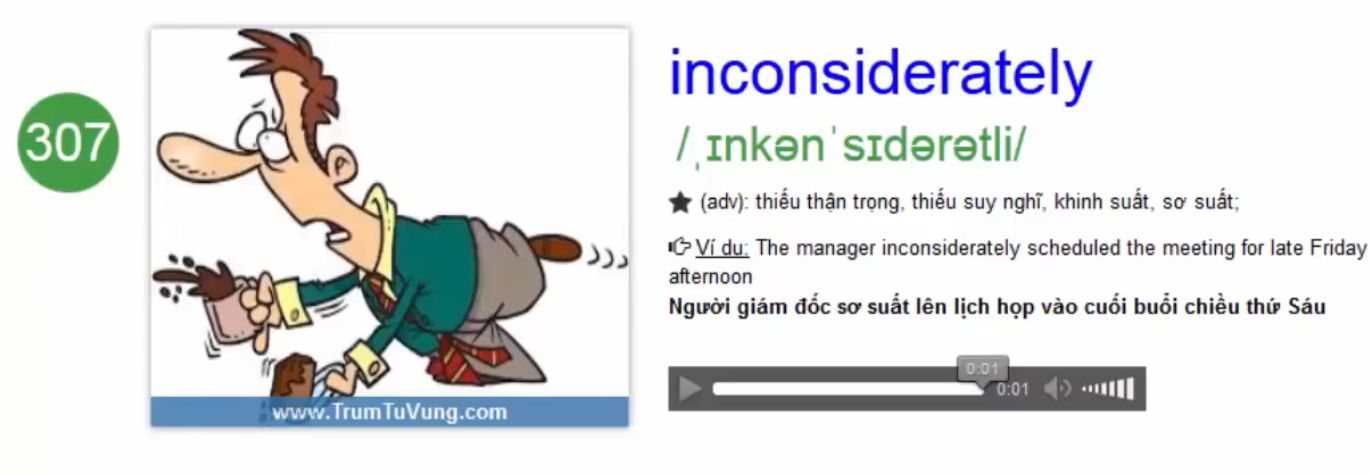 307
inconsiderately
/ˌɪnkənˈsɪdərətli/
★ (adv): thiếu thận trọng, thiếu suy nghĩ, khinh suất, sơ suất;
Ví dụ: The manager inconsiderately scheduled the meeting for late Friday
afternoon
Người giám đốc sơ suất lên lịch họp vào cuối buổi chiều thứ Sáu
0:01
0:01
www.TrumTuVung.com